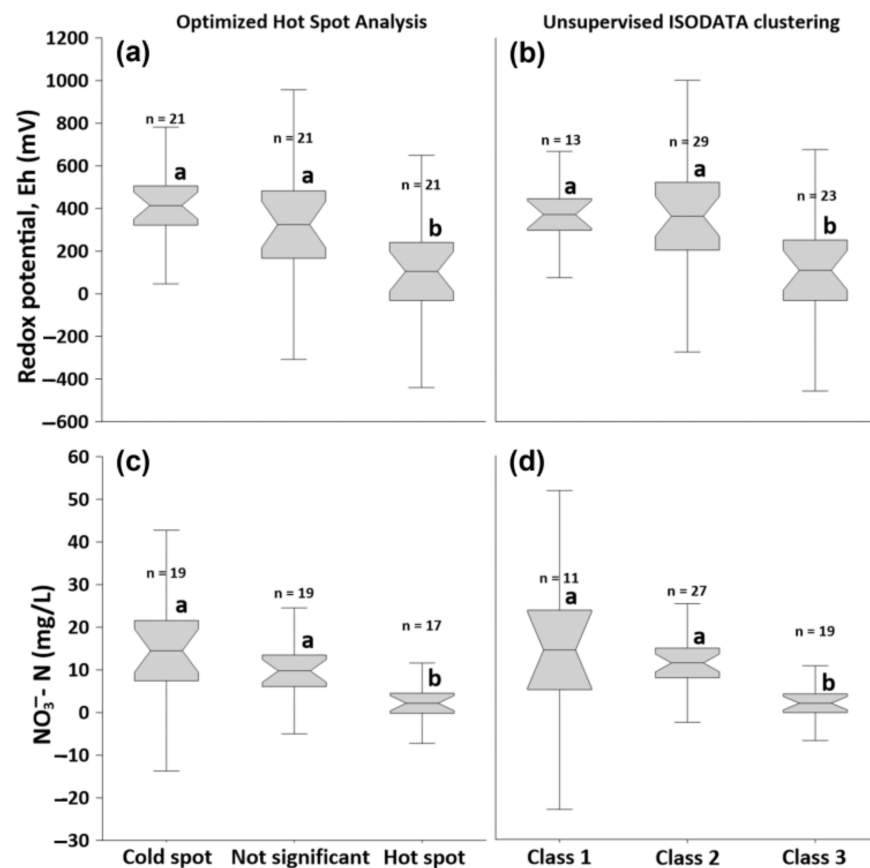 Optimized Hot Spot Analysis
Unsupervised ISODATA clustering
Redox potential, Eh (mV)
1200
1000
800
600
400
200
0
−200
−400
−600
(a)
n = 21
a
n = 21
a
n = 21
b
(b)
n = 13
a
n = 29
a
n = 23
b
NO₃⁻- N (mg/L)
60
50
40
30
20
10
0
−10
−20
−30
(c)
n = 19
a
n = 19
a
n = 17
b
(d)
n = 11
a
n = 27
a
n = 19
b
Cold spot Not significant Hot spot
Class 1 Class 2 Class 3